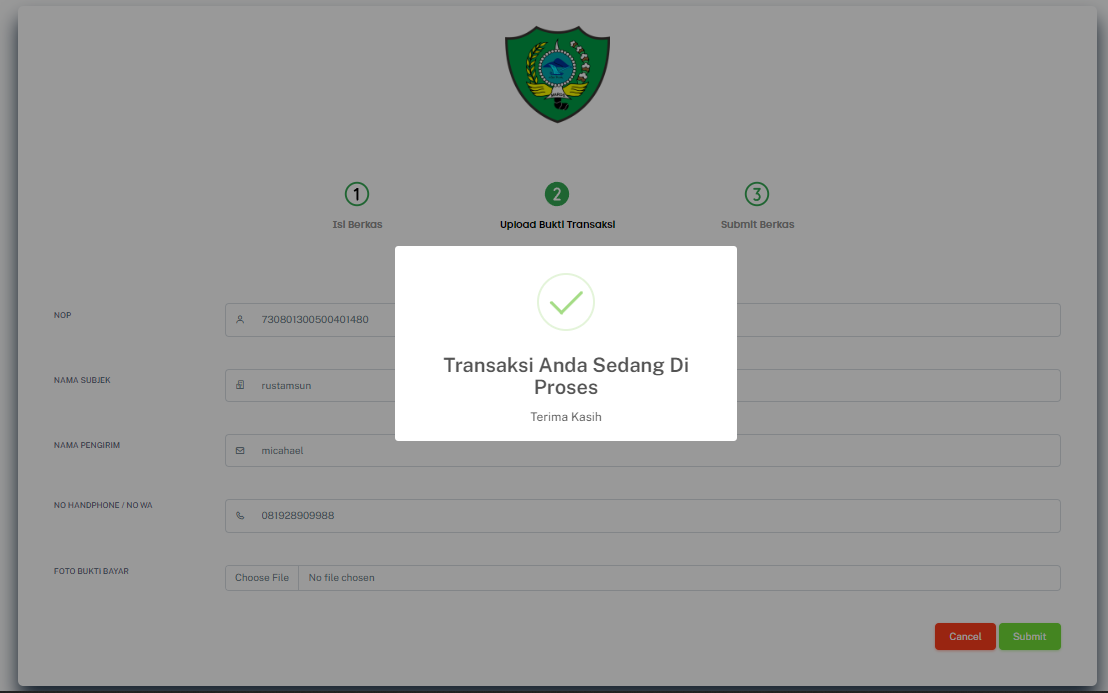 1
2
3
Isi Berkas
Upload Bukti Transaksi
Submit Berkas
Transaksi Anda Sedang Di
Proses
Terima Kasih
NOP
730801300500401480
NAMA SUBJEK
rustamsun
NAMA PENGIRIM
micahael
NO HANDPHONE / NO WA
081928909988
FOTO BUKTI BAYAR
Choose File
No file chosen
Cancel
Submit